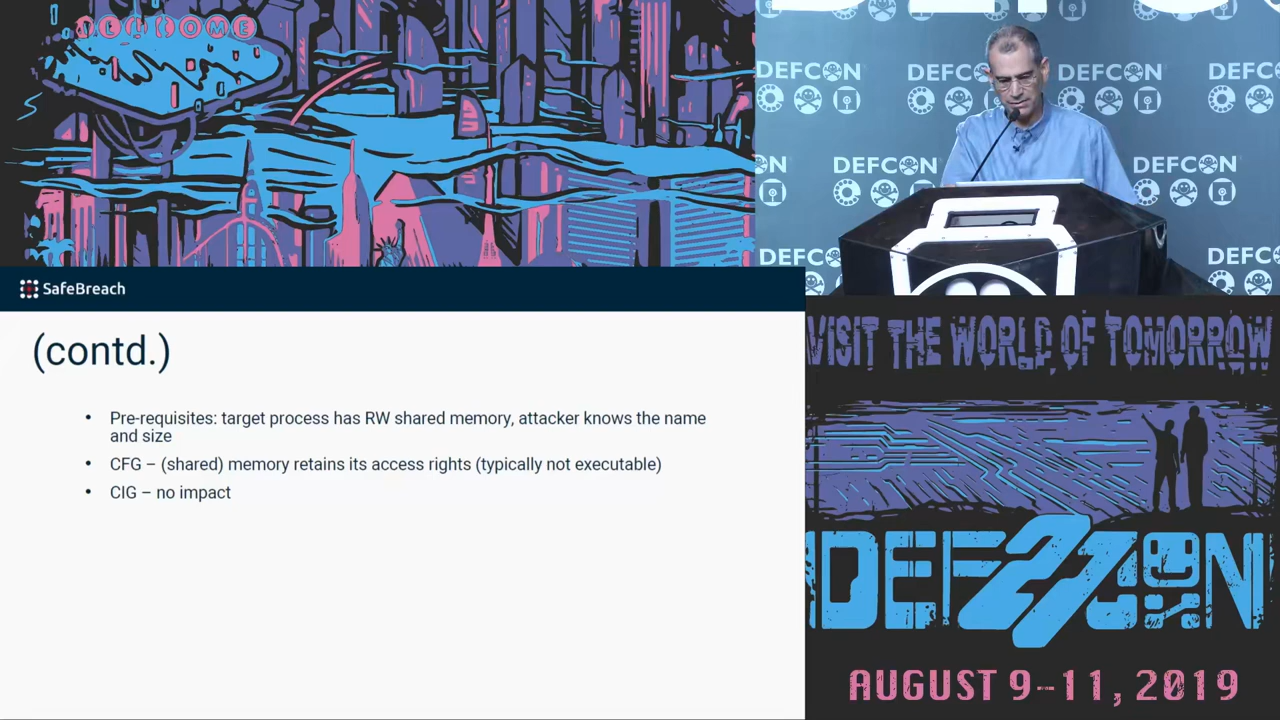 WELCOME
DEFCON DEFCON DEFCON
DEFCON DEFCON
DEFCON DEFCON
SafeBreach
(contd.)
• Pre-requisites: target process has RW shared memory, attacker knows the name
and size
• CFG – (shared) memory retains its access rights (typically not executable)
• CIG – no impact
VISIT THE WORLD OF TOMORROW
DEF27CON
AUGUST 9-11, 2019